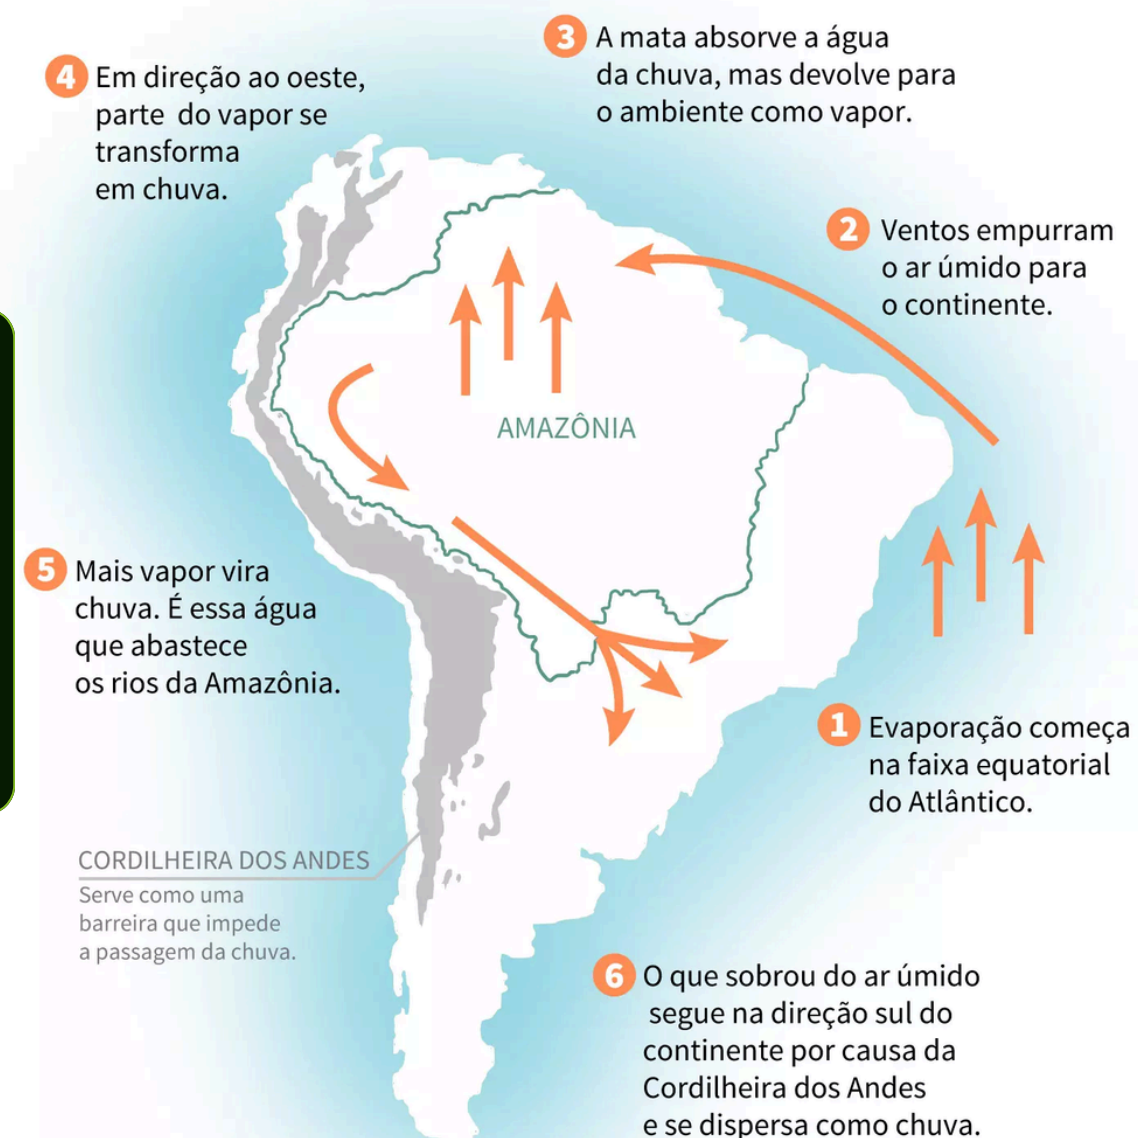 3 A mata absorve a água
da chuva, mas devolve para
o ambiente como vapor.
4 Em direção ao oeste,
parte do vapor se
transforma
em chuva.
2 Ventos empurram
o ar úmido para
o continente.
AMAZÔNIA
5 Mais vapor vira
chuva. É essa água
que abastece
os rios da Amazônia.
1 Evaporação começa
na faixa equatorial
do Atlântico.
CORDILHEIRA DOS ANDES
Serve como uma
barreira que impede
a passagem da chuva.
6 O que sobrou do ar úmido
segue na direção sul do
continente por causa da
Cordilheira dos Andes
e se dispersa como chuva.